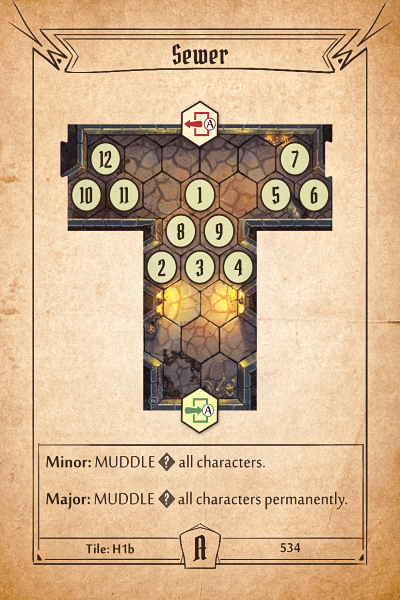 Sewer
A
12 7
10 11 1 5 6
8 9
2 3 4
A
Minor: MUDDLE ? all characters.
Major: MUDDLE ? all characters permanently.
Tile: H1b A 534